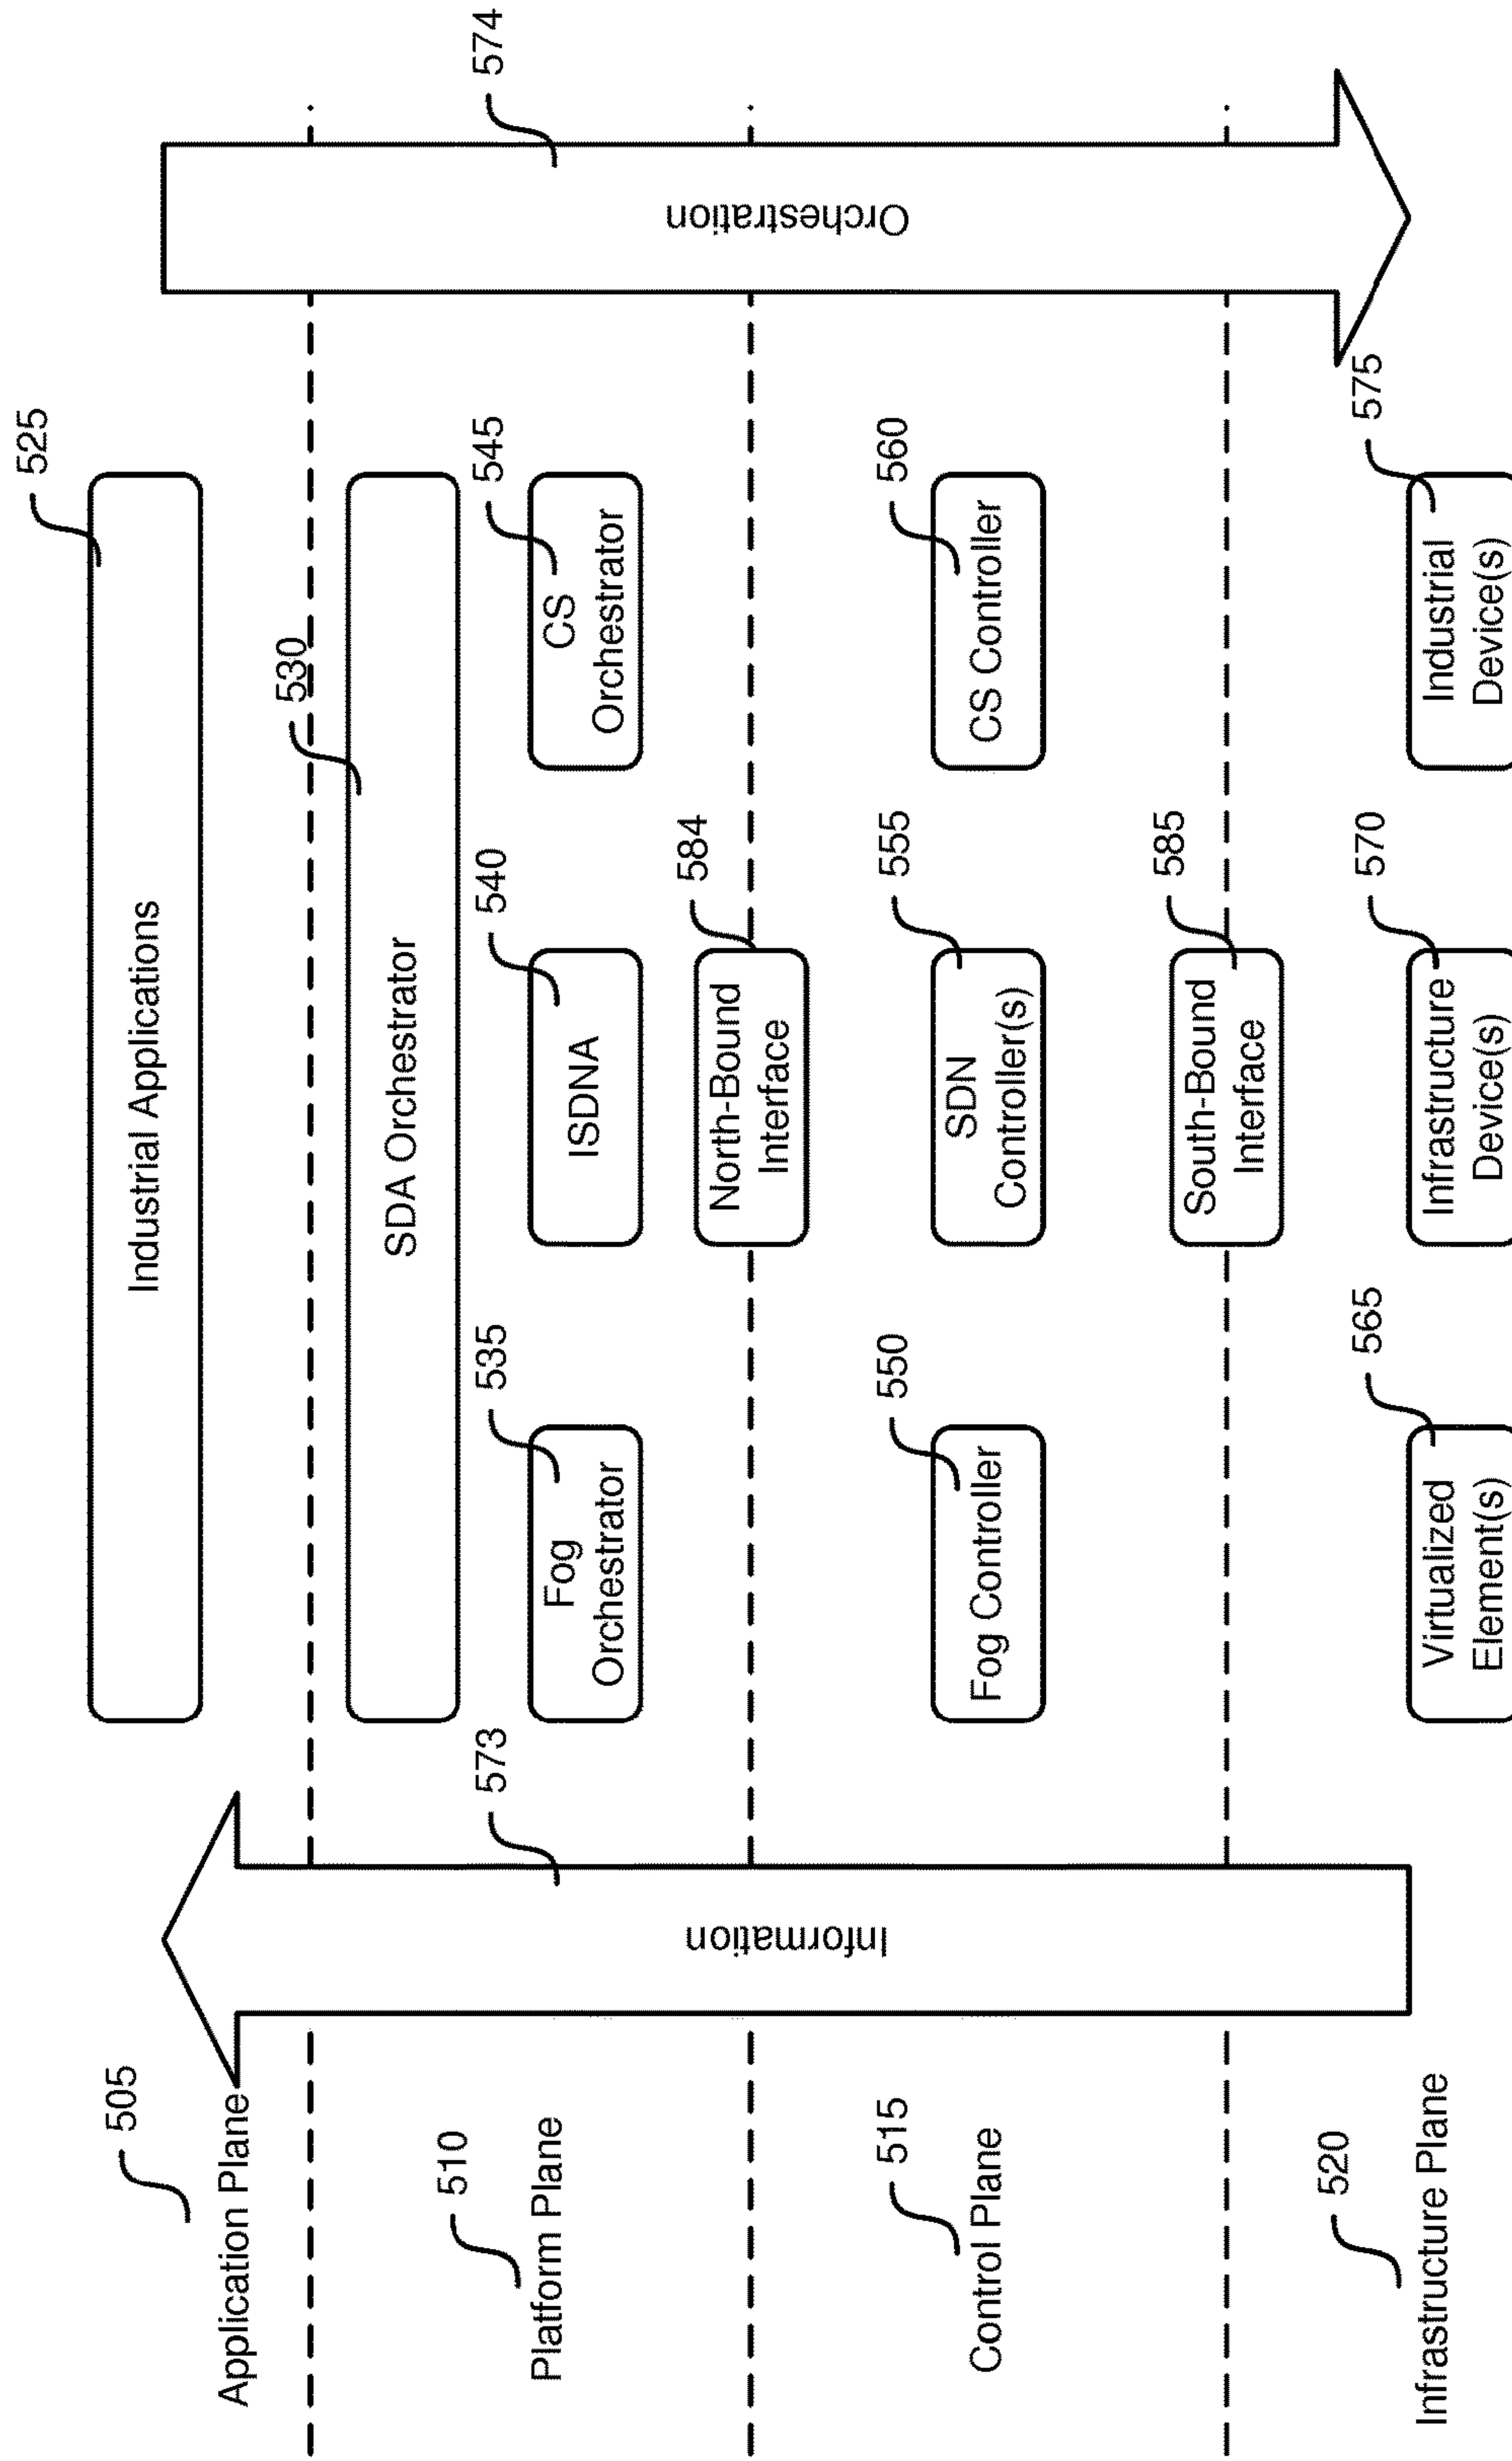 525
Industrial Applications
505
Application Plane
530
SDA Orchestrator
574
Orchestration
573
Information
510
Platform Plane
535
Fog
Orchestrator
540
ISDNA
545
CS
Orchestrator
584
North-Bound
Interface
515
Control Plane
550
Fog Controller
555
SDN
Controller(s)
560
CS Controller
585
South-Bound
Interface
520
Infrastructure Plane
565
Virtualized
Element(s)
570
Infrastructure
Device(s)
575
Industrial
Device(s)